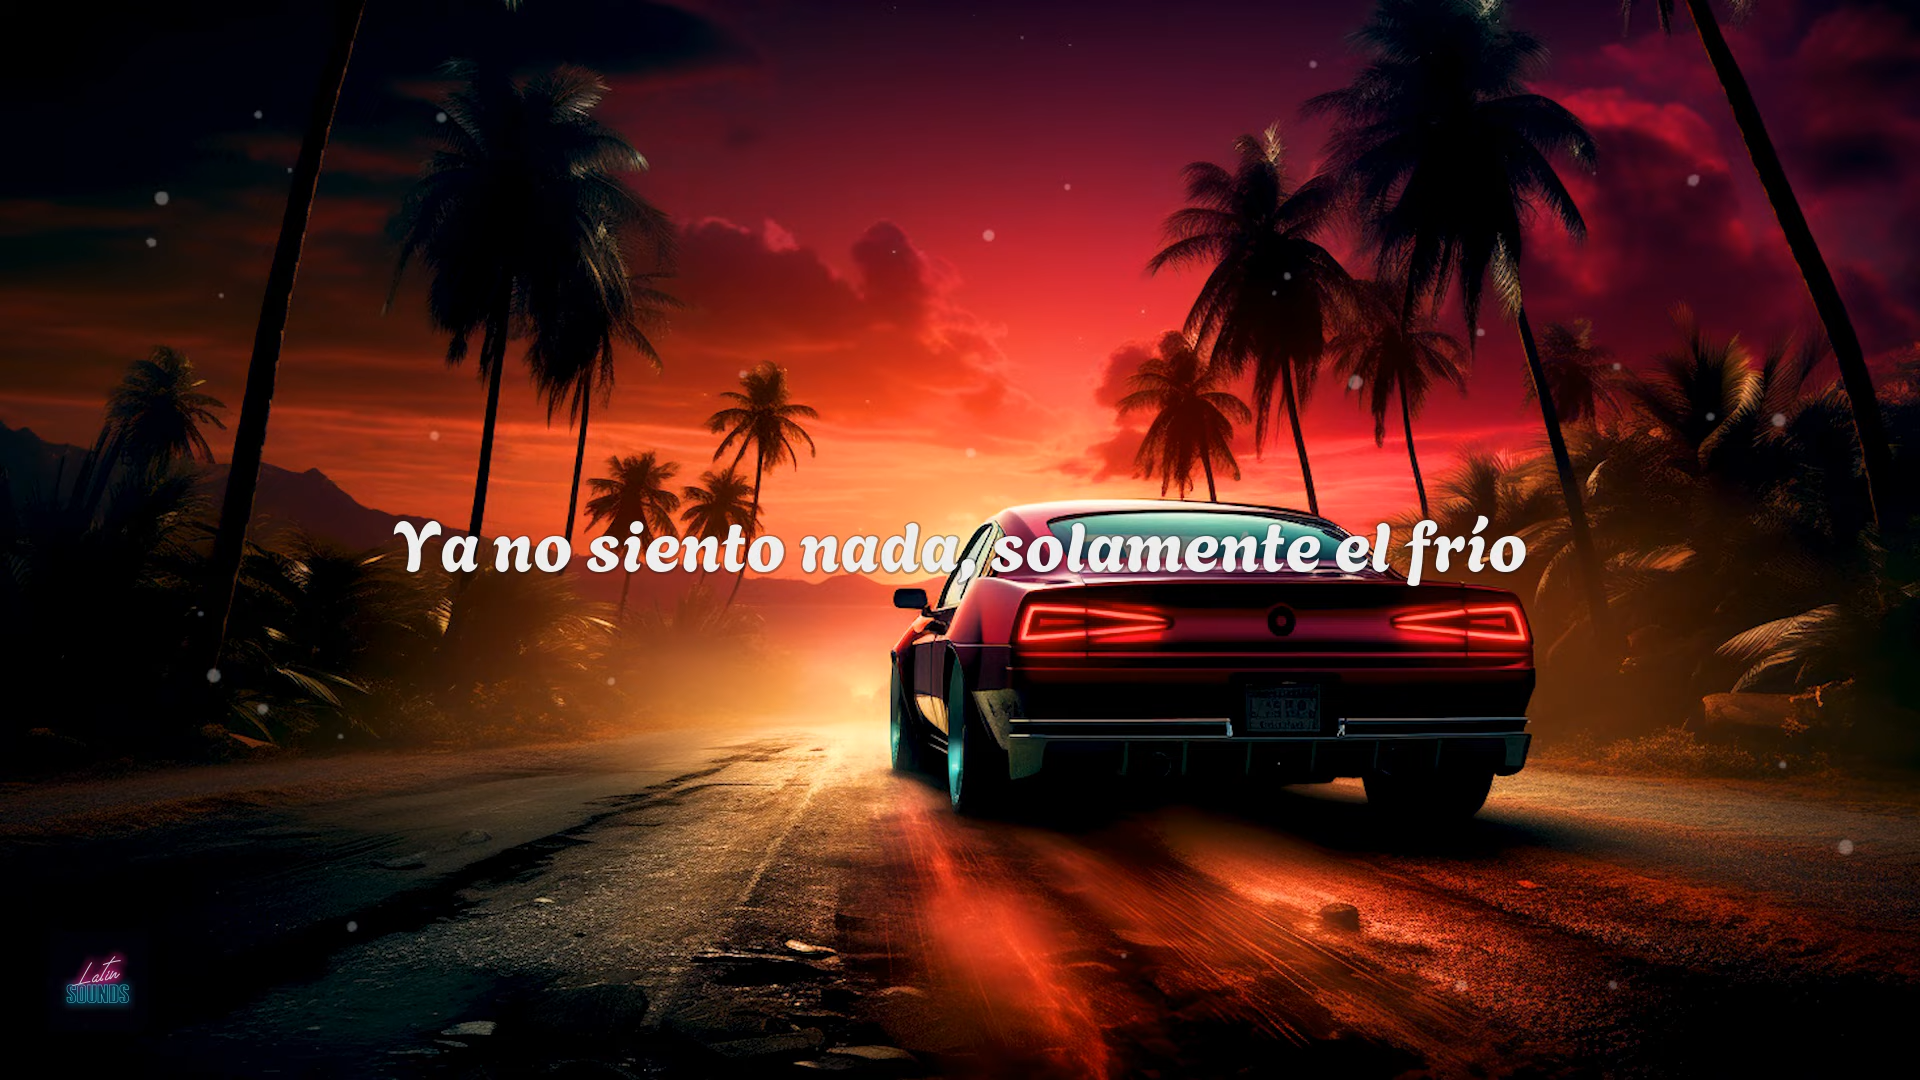 Ya no siento nada, solamente el frío
Latin
SOUNDS